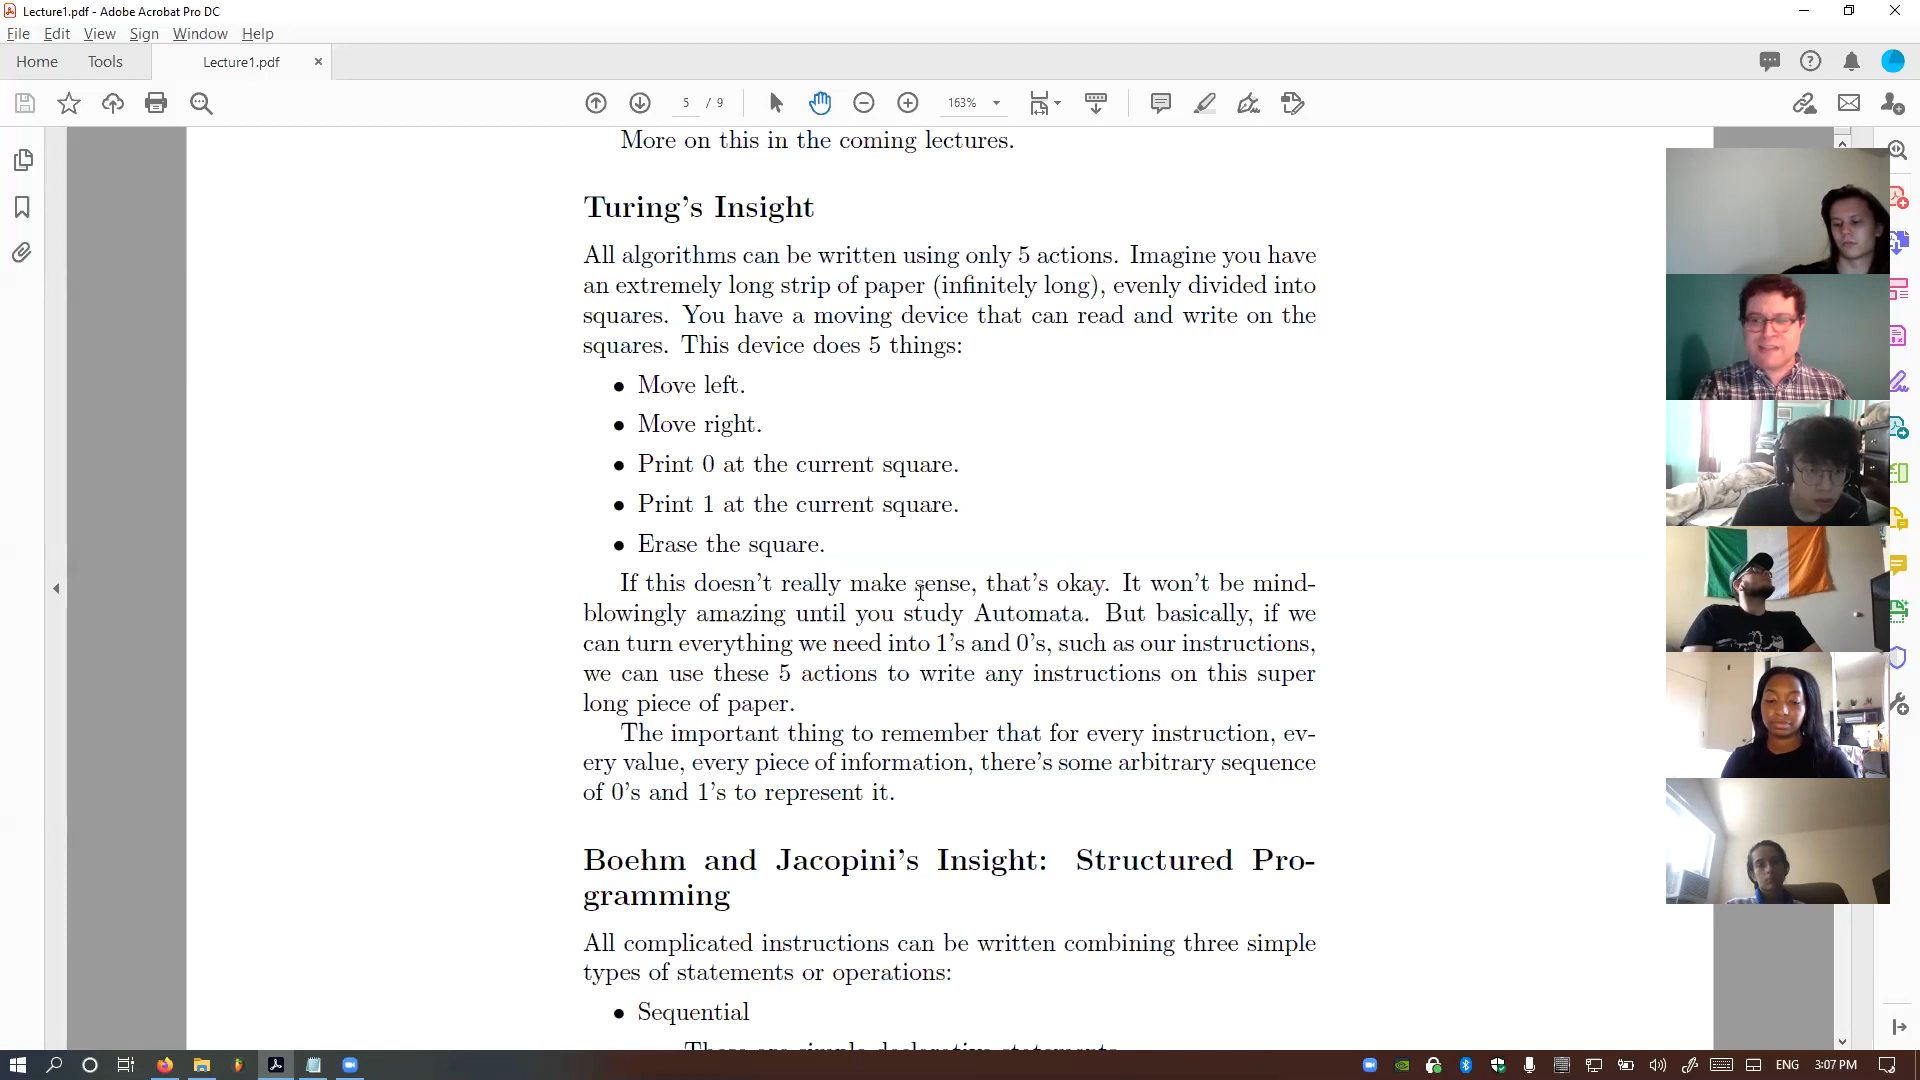 Lecture1.pdf - Adobe Acrobat Pro DC
File Edit View Sign Window Help
Home Tools Lecture1.pdf ×
5 / 9 163%
More on this in the coming lectures.
Turing's Insight
All algorithms can be written using only 5 actions. Imagine you have
an extremely long strip of paper (infinitely long), evenly divided into
squares. You have a moving device that can read and write on the
squares. This device does 5 things:
• Move left.
• Move right.
• Print 0 at the current square.
• Print 1 at the current square.
• Erase the square.
If this doesn't really make sense, that's okay. It won't be mind-
blowingly amazing until you study Automata. But basically, if we
can turn everything we need into 1's and 0's, such as our instructions,
we can use these 5 actions to write any instructions on this super
long piece of paper.
The important thing to remember that for every instruction, ev-
ery value, every piece of information, there's some arbitrary sequence
of 0's and 1's to represent it.
Boehm and Jacopini's Insight: Structured Pro-
gramming
All complicated instructions can be written combining three simple
types of statements or operations:
• Sequential
These are simple declarative statements
ENG 3:07 PM